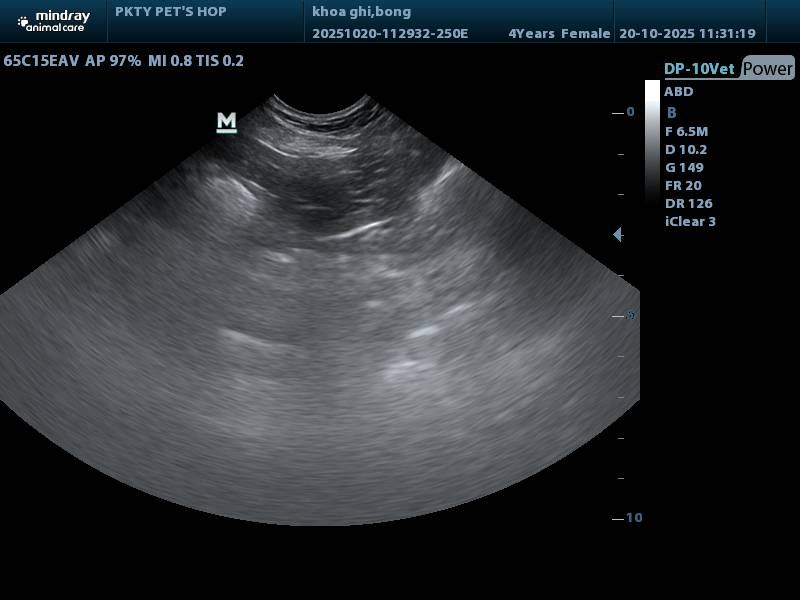 mindray
animal care
PKTY PET'S HOP
khoa ghi,bong
20251020-112932-250E
4Years Female
20-10-2025 11:31:19
65C15EAV AP 97% MI 0.8 TIS 0.2
M
DP-10Vet
Power
ABD
B
F 6.5M
D 10.2
G 149
FR 20
DR 126
iClear 3
0
5
10